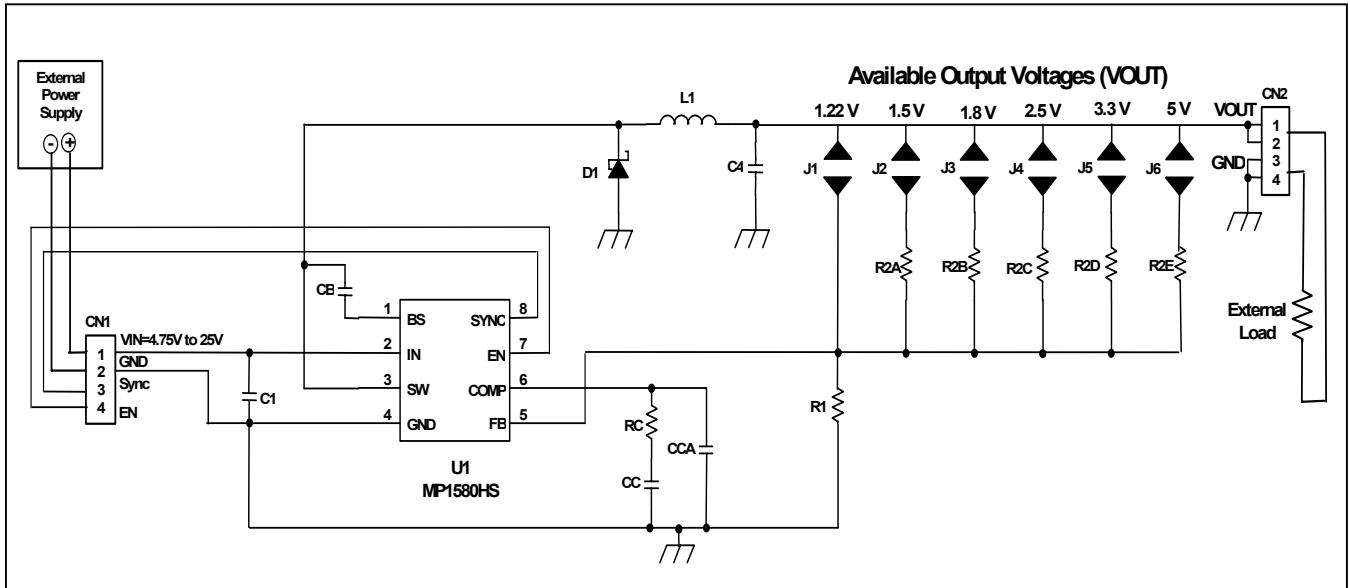 External
Power
Supply
- +
Available Output Voltages (VOUT)
L1
1.22 V 1.5 V 1.8 V 2.5 V 3.3 V 5 V VOUT
CN2
1
2
3
4
GND
D1
C4
J1 J2 J3 J4 J5 J6
R2A R2B R2C R2D R2E
External
Load
CB
CN1
VIN=4.75V to 25V
1
GND
2
Sync
3
EN
4
C1
1 BS SYNC 8
2 IN EN 7
3 SW COMP 6
4 GND FB 5
U1
MP1580HS
RC
CCA
CC
R1